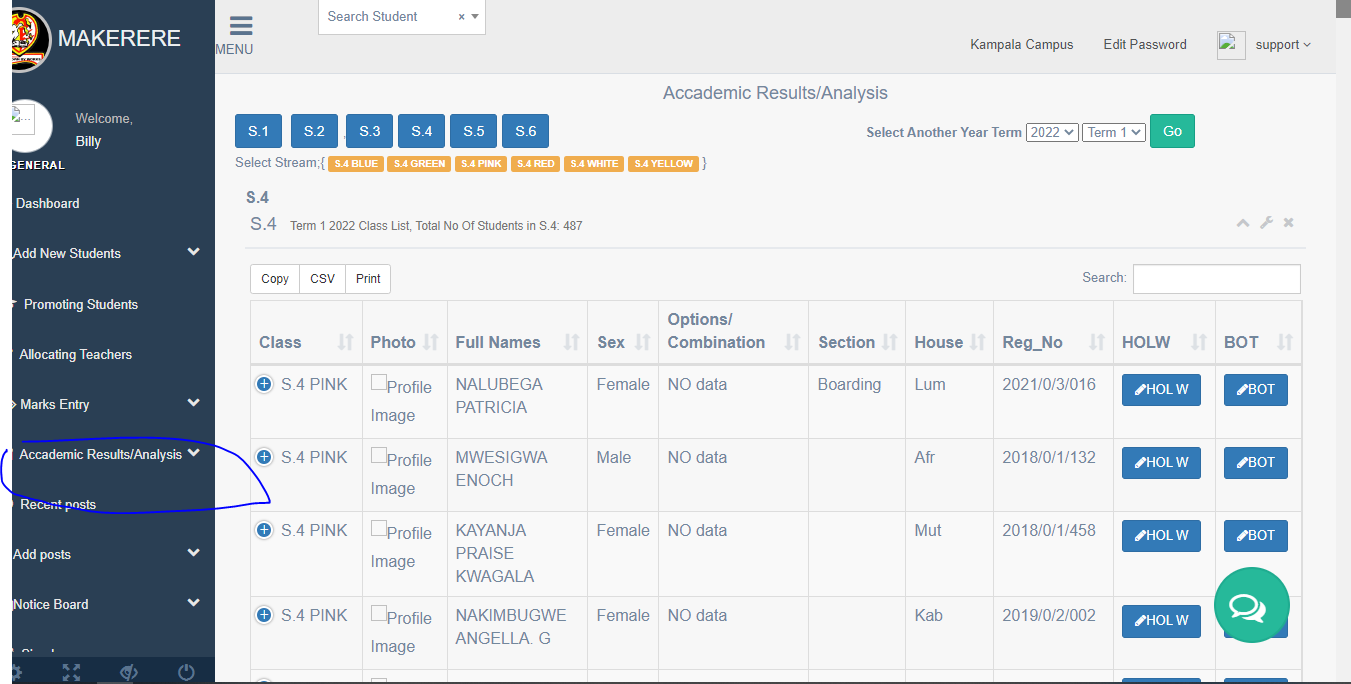 MAKERERE
MENU
Search Student × 
Kampala Campus Edit Password support
Welcome,
Billy
GENERAL
Dashboard
Add New Students
Promoting Students
Allocating Teachers
Marks Entry
Accademic Results/Analysis
Recent posts
Add posts
Notice Board
Accademic Results/Analysis
S.1 S.2 , S.3 S.4 S.5 S.6
Select Another Year Term 2022 Term 1 Go
Select Stream;{ S.4 BLUE S.4 GREEN S.4 PINK S.4 RED S.4 WHITE S.4 YELLOW }
S.4
S.4 Term 1 2022 Class List, Total No Of Students in S.4: 487
Copy CSV Print Search:
Class Photo Full Names Sex Options/ Combination Section House Reg_No HOLW BOT
S.4 PINK Profile Image NALUBEGA PATRICIA Female NO data Boarding Lum 2021/0/3/016 HOL W BOT
S.4 PINK Profile Image MWESIGWA ENOCH Male NO data Afr 2018/0/1/132 HOL W BOT
S.4 PINK Profile Image KAYANJA PRAISE KWAGALA Female NO data Mut 2018/0/1/458 HOL W BOT
S.4 PINK Profile Image NAKIMBUGWE ANGELLA. G Female NO data Kab 2019/0/2/002 HOL W